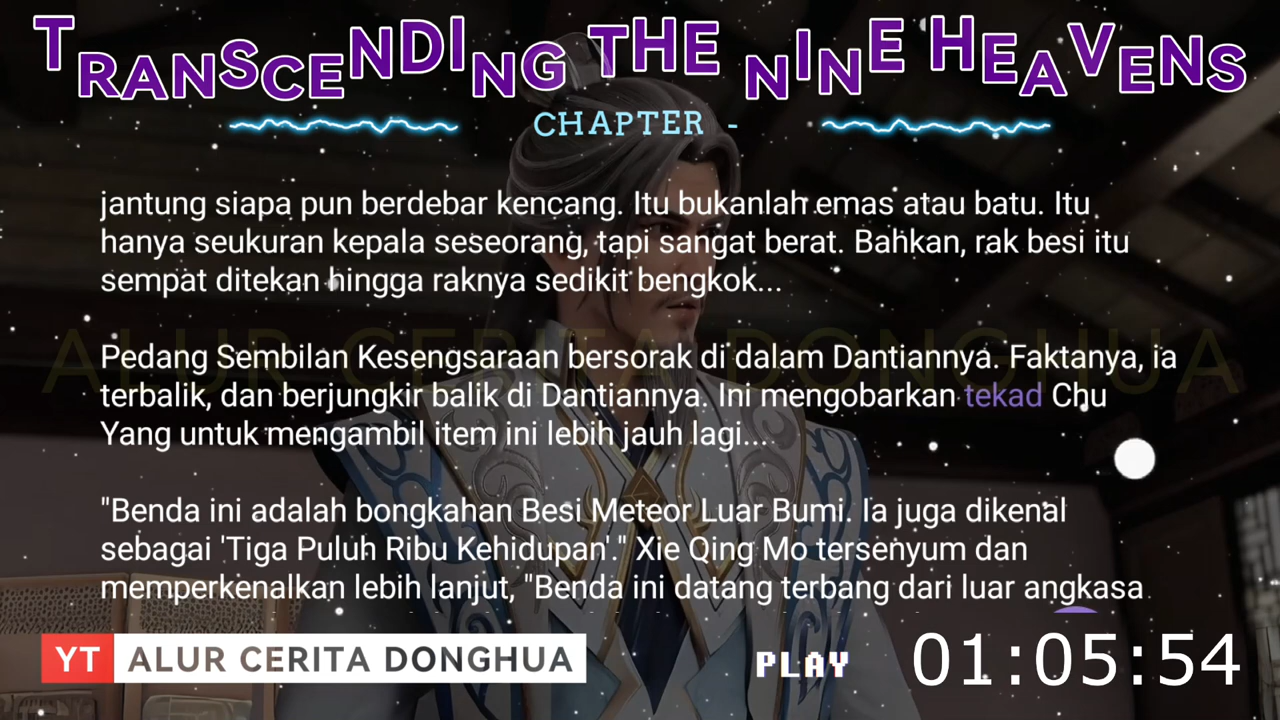 TRANSCENDING THE NINE HEAVENS
CHAPTER -
jantung siapa pun berdebar kencang. Itu bukanlah emas atau batu. Itu
hanya seukuran kepala seseorang, tapi sangat berat. Bahkan, rak besi itu
sempat ditekan hingga raknya sedikit bengkok...
ALUR CERITA DONGHUA
Pedang Sembilan Kesengsaraan bersorak di dalam Dantiannya. Faktanya, ia
terbalik, dan berjungkir balik di Dantiannya. Ini mengobarkan tekad Chu
Yang untuk mengambil item ini lebih jauh lagi....
"Benda ini adalah bongkahan Besi Meteor Luar Bumi. Ia juga dikenal
sebagai 'Tiga Puluh Ribu Kehidupan'." Xie Qing Mo tersenyum dan
memperkenalkan lebih lanjut, "Benda ini datang terbang dari luar angkasa
YT ALUR CERITA DONGHUA
PLAY
01:05:54